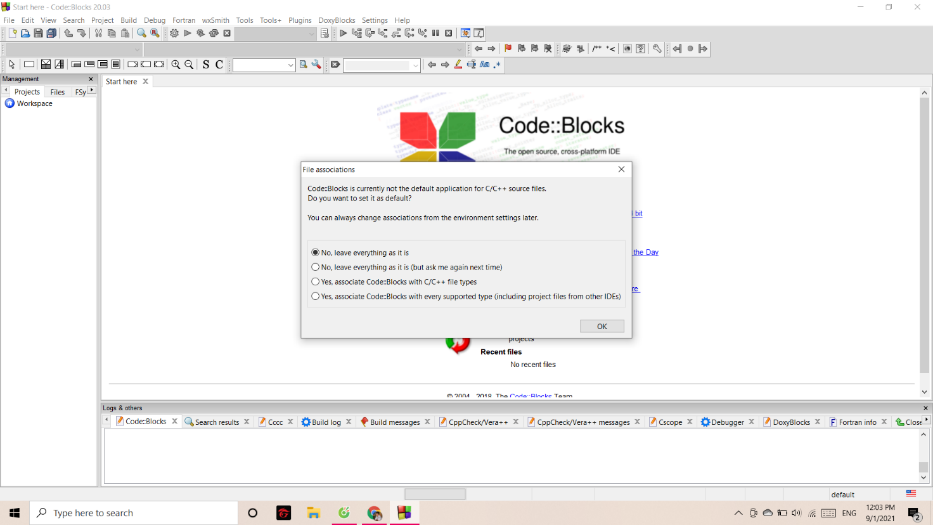 Start here - Code::Blocks 20.03
File Edit View Search Project Build Debug Fortran wxSmith Tools Tools+ Plugins DoxyBlocks Settings Help
S C
Management
Projects Files FSy
Workspace
Start here
Code::Blocks
The open source, cross-platform IDE
File associations
Code::Blocks is currently not the default application for C/C++ source files.
Do you want to set it as default?
You can always change associations from the environment settings later.
No, leave everything as it is
No, leave everything as it is (but ask me again next time)
Yes, associate Code::Blocks with C/C++ file types
Yes, associate Code::Blocks with every supported type (including project files from other IDEs)
OK
bit
the Day
re
projects
Recent files
No recent files
© 2004 - 2018, The Code::Blocks Team.
Logs & others
Code::Blocks Search results Cccc Build log Build messages CppCheck/Vera++ CppCheck/Vera++ messages Cscope Debugger DoxyBlocks Fortran info Close
default
Type here to search
ENG
12:03 PM
9/1/2021
2